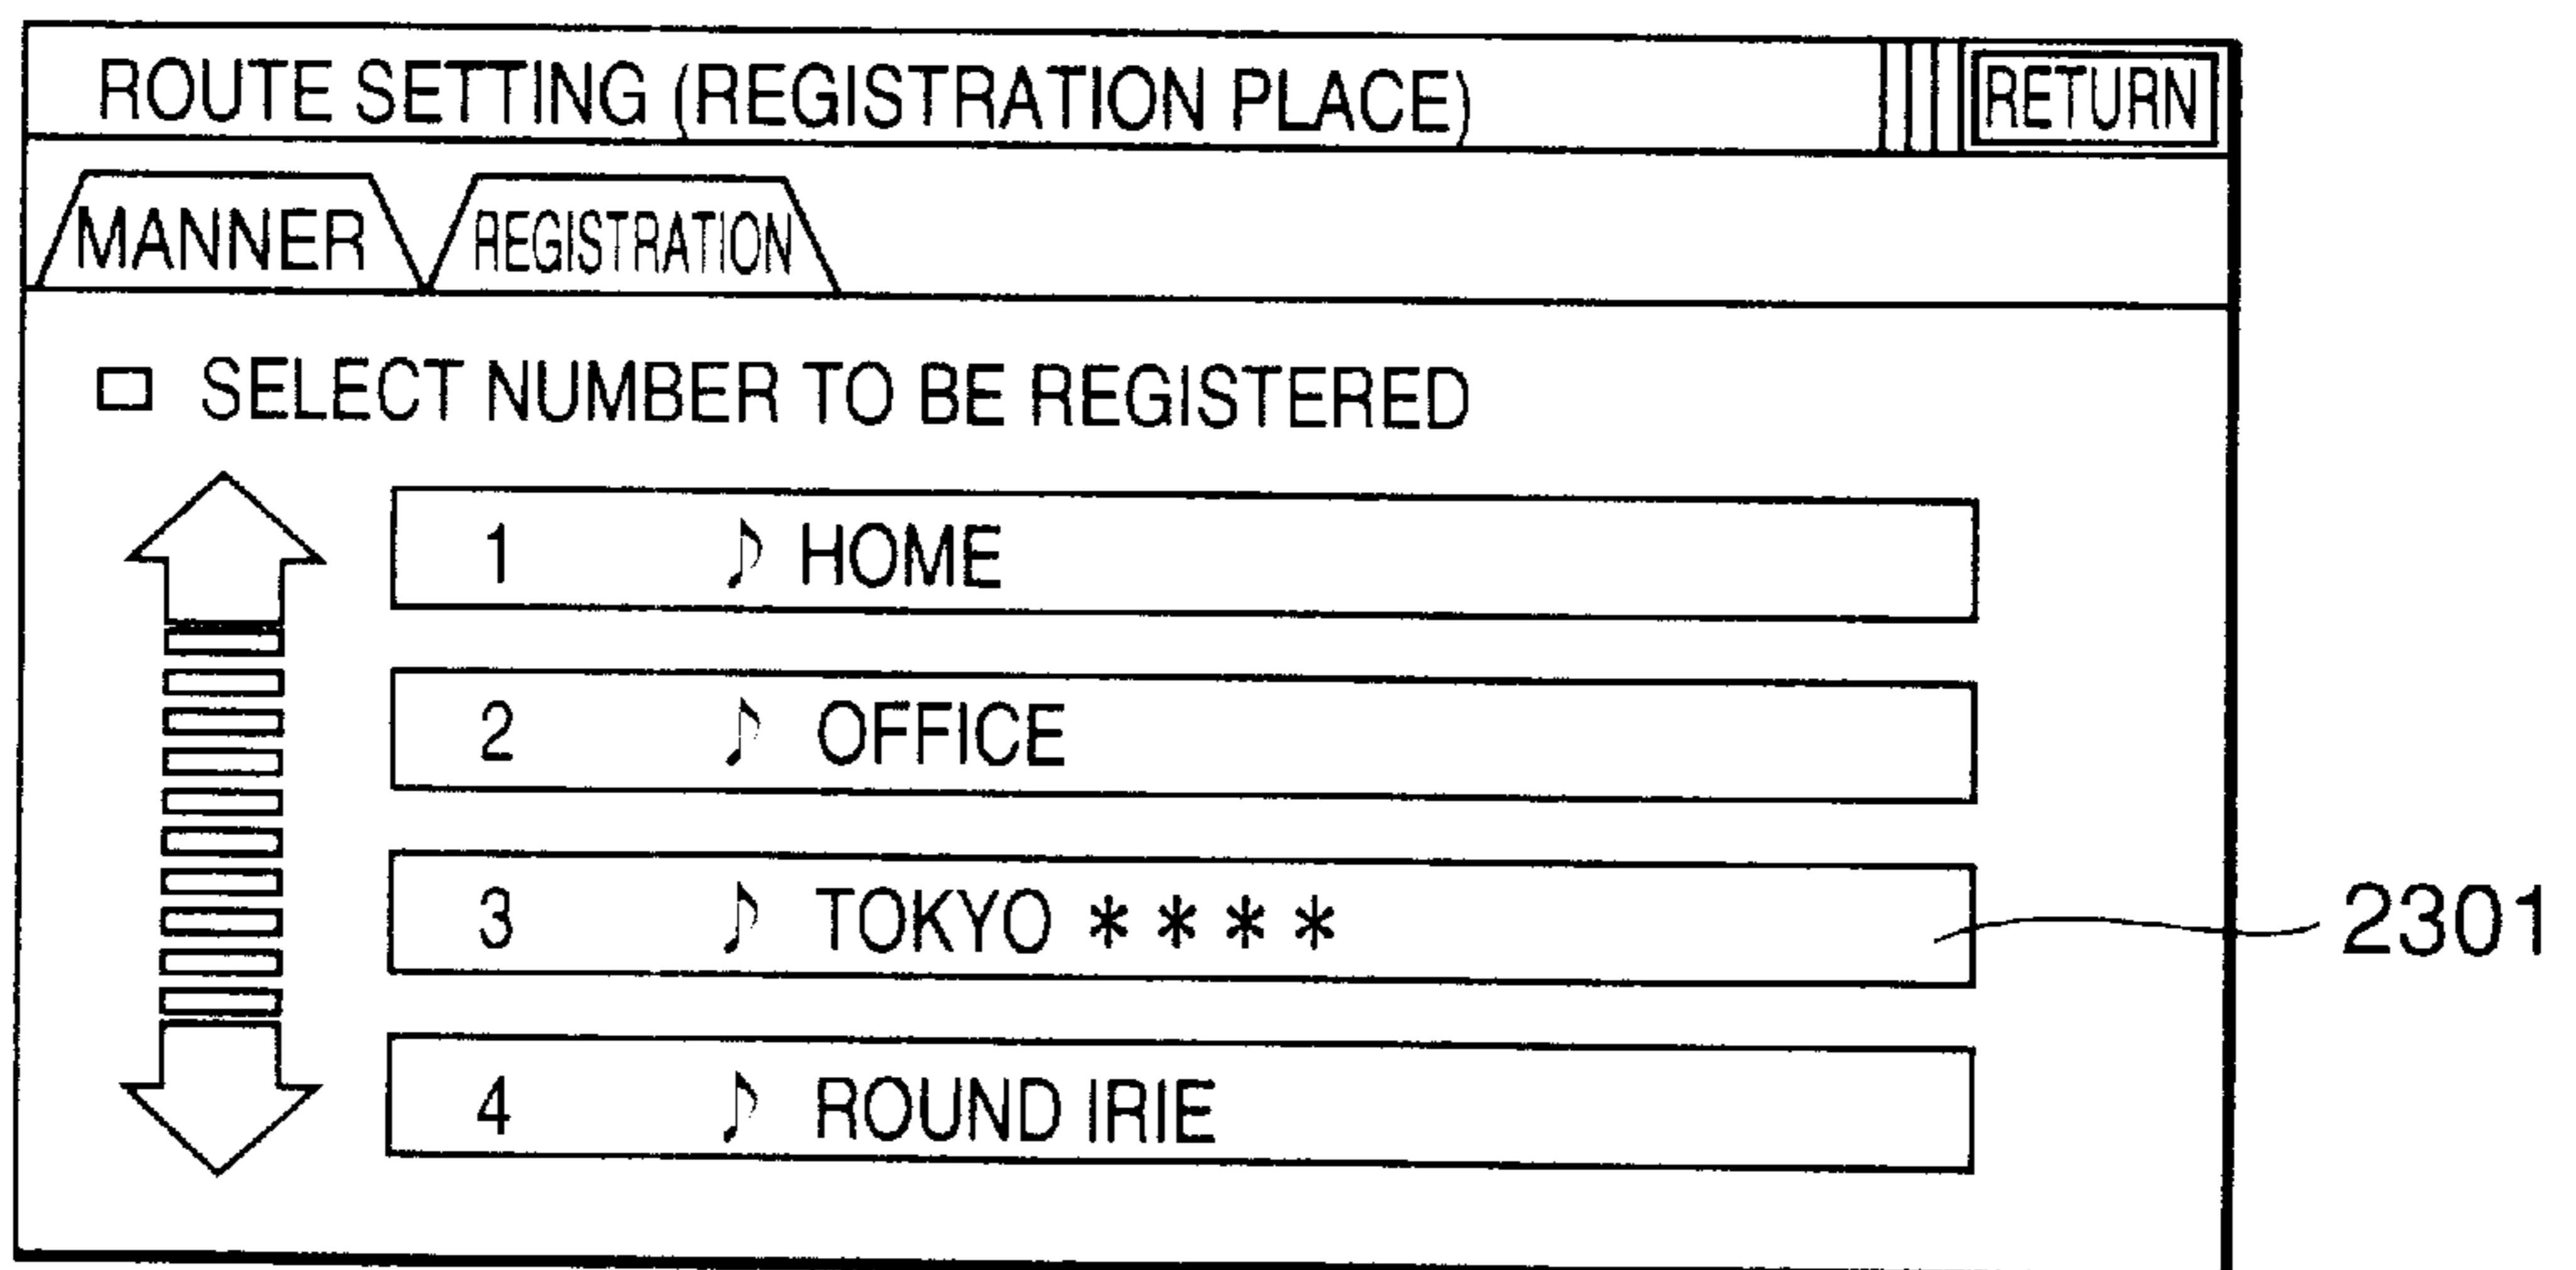 ROUTE SETTING (REGISTRATION PLACE) RETURN
MANNER REGISTRATION
SELECT NUMBER TO BE REGISTERED
1 ♪ HOME
2 ♪ OFFICE
3 ♪ TOKYO ＊＊＊＊ 2301
4 ♪ ROUND IRIE